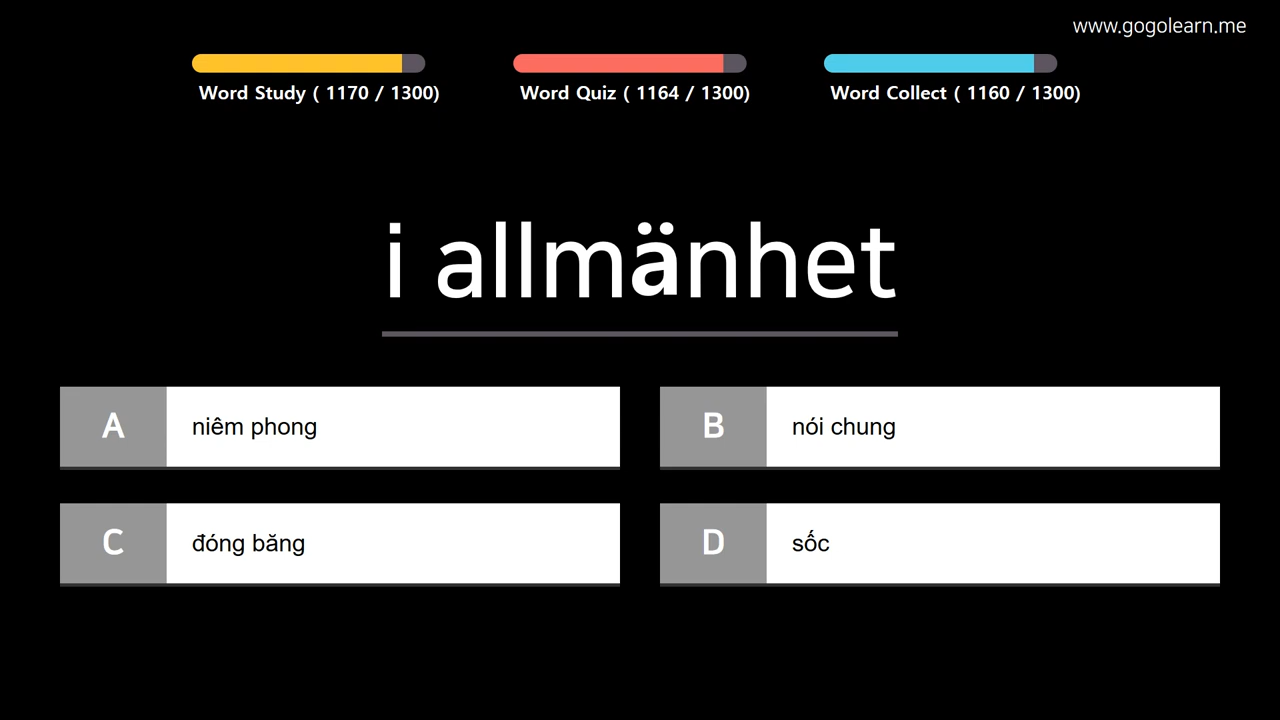 www.gogolearn.me
Word Study ( 1170 / 1300)
Word Quiz ( 1164 / 1300)
Word Collect ( 1160 / 1300)
i allmänhet
A niêm phong
B nói chung
C đóng băng
D sốc